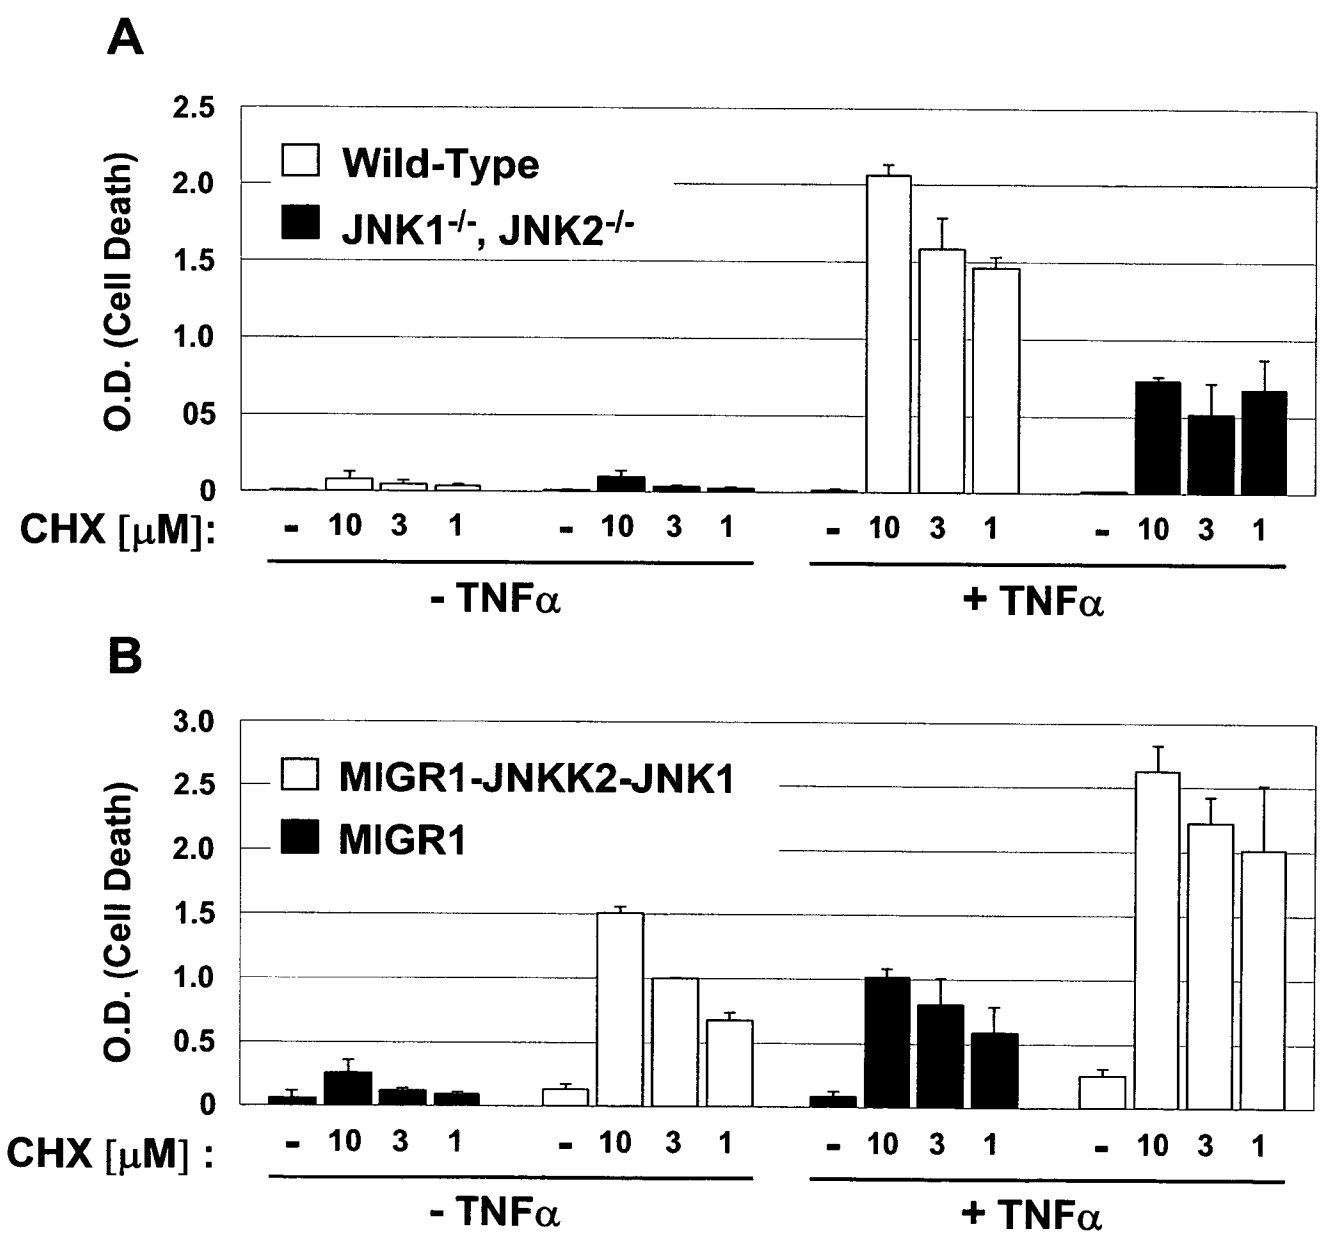 A
2.5
2.0
1.5
1.0
05
0
O.D. (Cell Death)
Wild-Type
JNK1-/-, JNK2-/-
CHX [μM]: - 10 3 1 - 10 3 1 - 10 3 1 - 10 3 1
- TNFα + TNFα
B
3.0
2.5
2.0
1.5
1.0
0.5
0
O.D. (Cell Death)
MIGR1-JNKK2-JNK1
MIGR1
CHX [μM] : - 10 3 1 - 10 3 1 - 10 3 1 - 10 3 1
- TNFα + TNFα